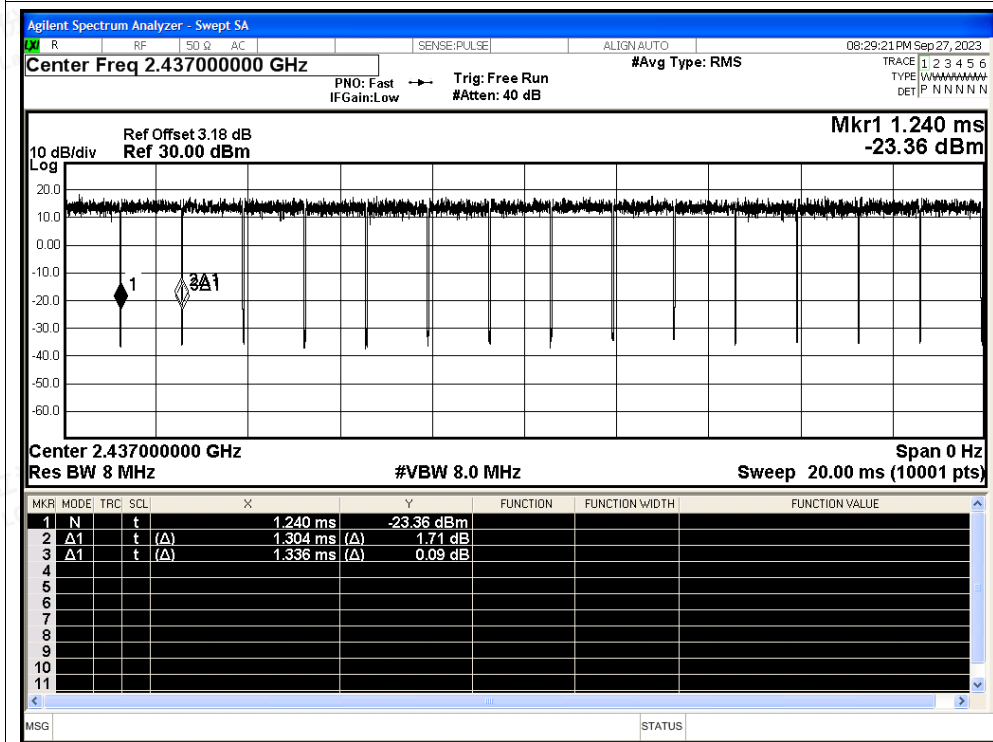 Agilent Spectrum Analyzer - Swept SA
LXI R RF 50 Ω AC SENSE:PULSE ALIGN AUTO 08:29:21 PM Sep 27, 2023
Center Freq 2.437000000 GHz #Avg Type: RMS TRACE 1 2 3 4 5 6
PNO: Fast Trig: Free Run TYPE
IFGain:Low #Atten: 40 dB DET P N N N N N
Mkr1 1.240 ms
Ref Offset 3.18 dB
10 dB/div Ref 30.00 dBm -23.36 dBm
Log
20.0
10.0
0.00
-10.0
1 3Δ1
-20.0
-30.0
-40.0
-50.0
-60.0
Center 2.437000000 GHz Span 0 Hz
Res BW 8 MHz #VBW 8.0 MHz Sweep 20.00 ms (10001 pts)
MKR MODE TRC SCL X Y FUNCTION FUNCTION WIDTH FUNCTION VALUE
1 N t 1.240 ms -23.36 dBm
2 Δ1 t (Δ) 1.304 ms (Δ) 1.71 dB
3 Δ1 t (Δ) 1.336 ms (Δ) 0.09 dB
4
5
6
7
8
9
10
11
MSG STATUS